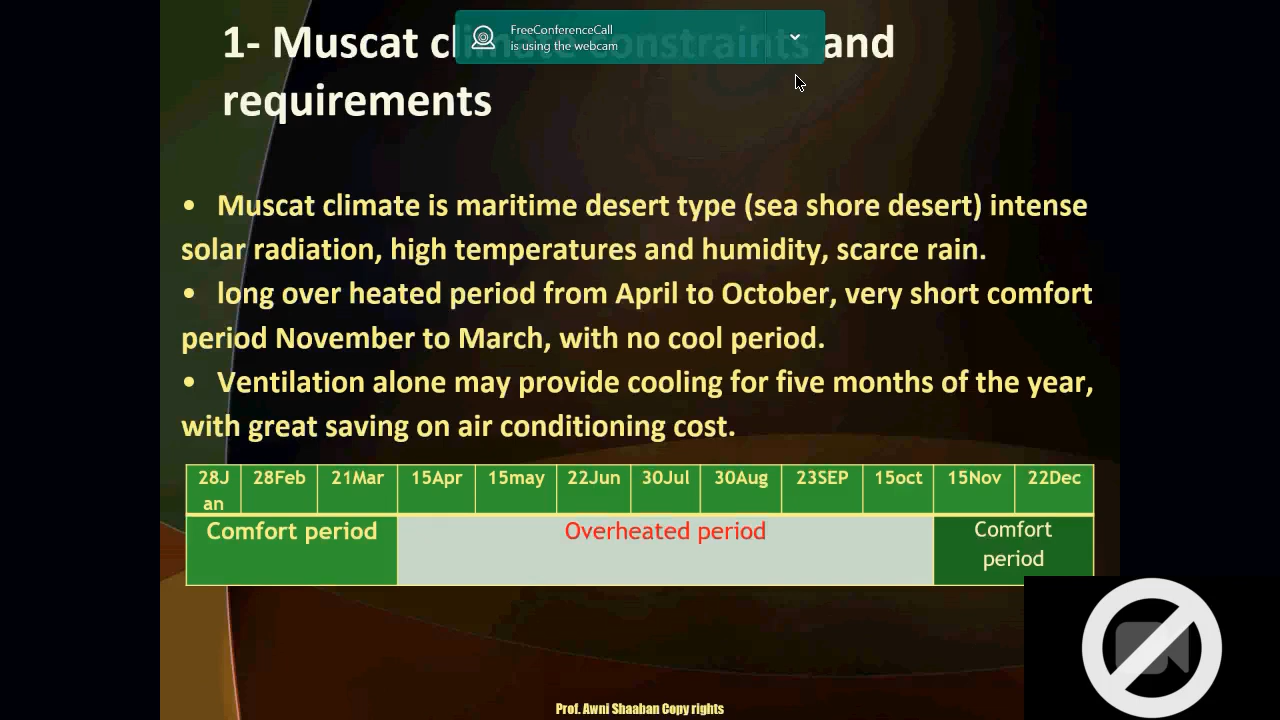 FreeConferenceCall
is using the webcam
1- Muscat climate constraints and
requirements
• Muscat climate is maritime desert type (sea shore desert) intense
solar radiation, high temperatures and humidity, scarce rain.
• long over heated period from April to October, very short comfort
period November to March, with no cool period.
• Ventilation alone may provide cooling for five months of the year,
with great saving on air conditioning cost.
28J 28Feb 21Mar 15Apr 15may 22Jun 30Jul 30Aug 23SEP 15oct 15Nov 22Dec
an
Comfort period Overheated period Comfort
period
Prof. Awni Shaaban Copy rights